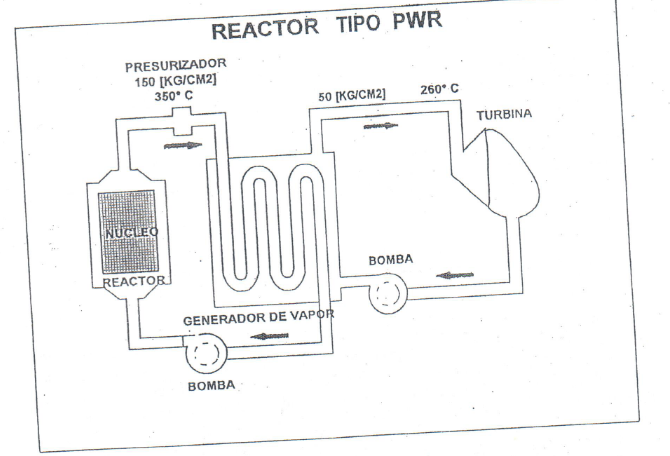 REACTOR TIPO PWR
PRESURIZADOR
150 [KG/CM2]
350° C
50 [KG/CM2]
260° C
TURBINA
NUCLEO
REACTOR
BOMBA
GENERADOR DE VAPOR
BOMBA